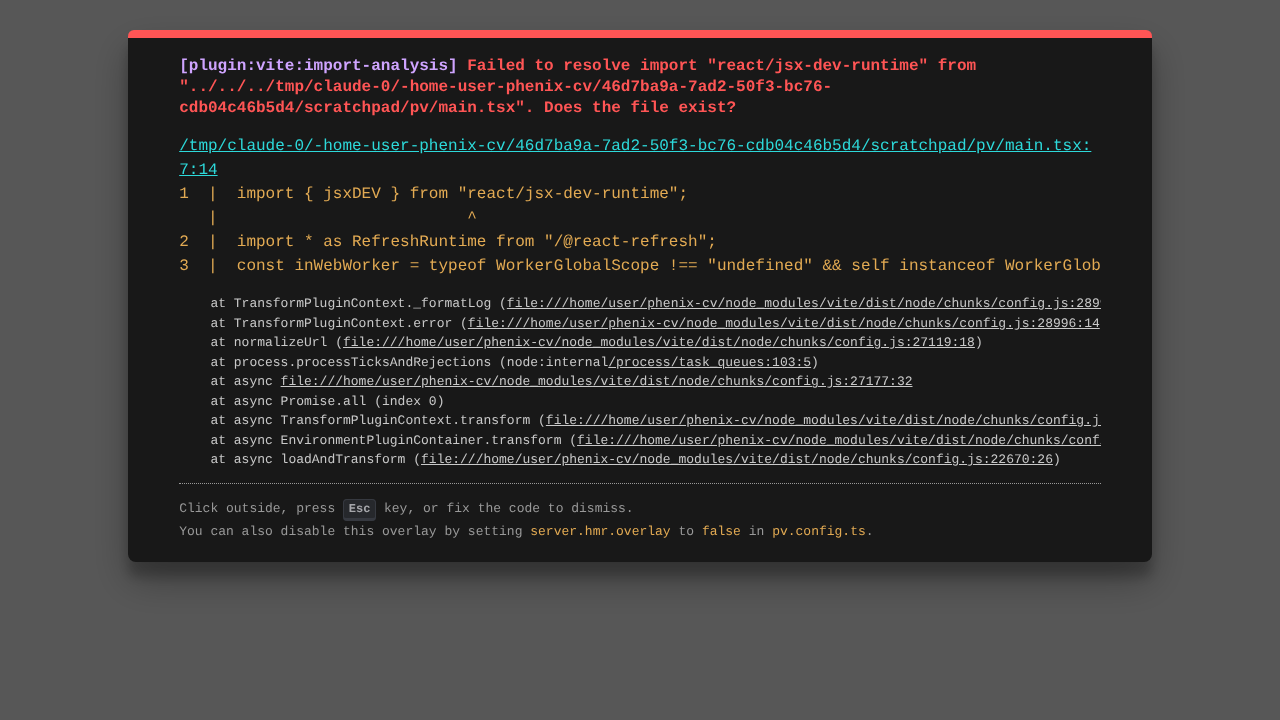 [plugin:vite:import-analysis] Failed to resolve import "react/jsx-dev-runtime" from
"../../../tmp/claude-0/-home-user-phenix-cv/46d7ba9a-7ad2-50f3-bc76-
cdb04c46b5d4/scratchpad/pv/main.tsx". Does the file exist?
/tmp/claude-0/-home-user-phenix-cv/46d7ba9a-7ad2-50f3-bc76-cdb04c46b5d4/scratchpad/pv/main.tsx:
7:14
1  |  import { jsxDEV } from "react/jsx-dev-runtime";
   |                          ^
2  |  import * as RefreshRuntime from "/@react-refresh";
3  |  const inWebWorker = typeof WorkerGlobalScope !== "undefined" && self instanceof WorkerGlob
at TransformPluginContext._formatLog (file:///home/user/phenix-cv/node_modules/vite/dist/node/chunks/config.js:289
at TransformPluginContext.error (file:///home/user/phenix-cv/node_modules/vite/dist/node/chunks/config.js:28996:14
at normalizeUrl (file:///home/user/phenix-cv/node_modules/vite/dist/node/chunks/config.js:27119:18)
at process.processTicksAndRejections (node:internal/process/task_queues:103:5)
at async file:///home/user/phenix-cv/node_modules/vite/dist/node/chunks/config.js:27177:32
at async Promise.all (index 0)
at async TransformPluginContext.transform (file:///home/user/phenix-cv/node_modules/vite/dist/node/chunks/config.j
at async EnvironmentPluginContainer.transform (file:///home/user/phenix-cv/node_modules/vite/dist/node/chunks/conf
at async loadAndTransform (file:///home/user/phenix-cv/node_modules/vite/dist/node/chunks/config.js:22670:26)
Click outside, press Esc key, or fix the code to dismiss.
You can also disable this overlay by setting server.hmr.overlay to false in pv.config.ts.